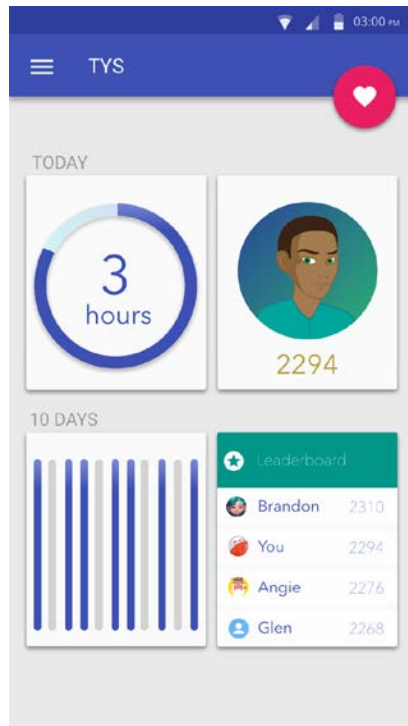 03:00 PM
TYS
TODAY
3
hours
2294
10 DAYS
Leaderboard
Brandon 2310
You 2294
Angie 2276
Glen 2268